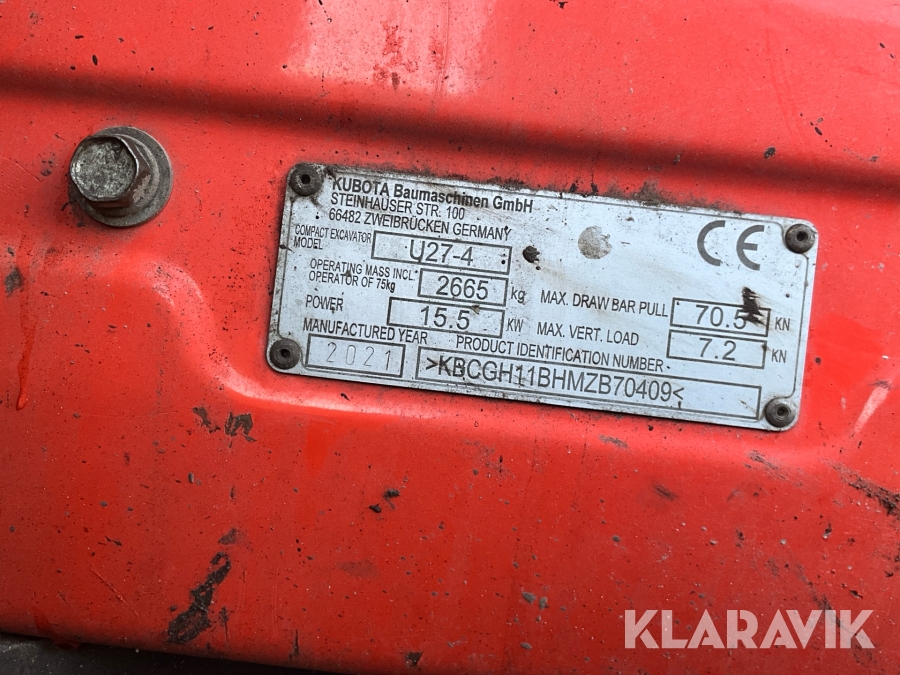 KUBOTA Baumaschinen GmbH
STEINHAUSER STR. 100
66482 ZWEIBRÜCKEN GERMANY
COMPACT EXCAVATOR
MODEL
U27-4
CE
OPERATING MASS INCL.
OPERATOR OF 75kg
2665 kg
MAX. DRAW BAR PULL 70.5 KN
POWER 15.5 KW
MAX. VERT. LOAD 7.2 KN
MANUFACTURED YEAR
2021
PRODUCT IDENTIFICATION NUMBER
>KBCGH11BHMZB70409<
KLARAVIK